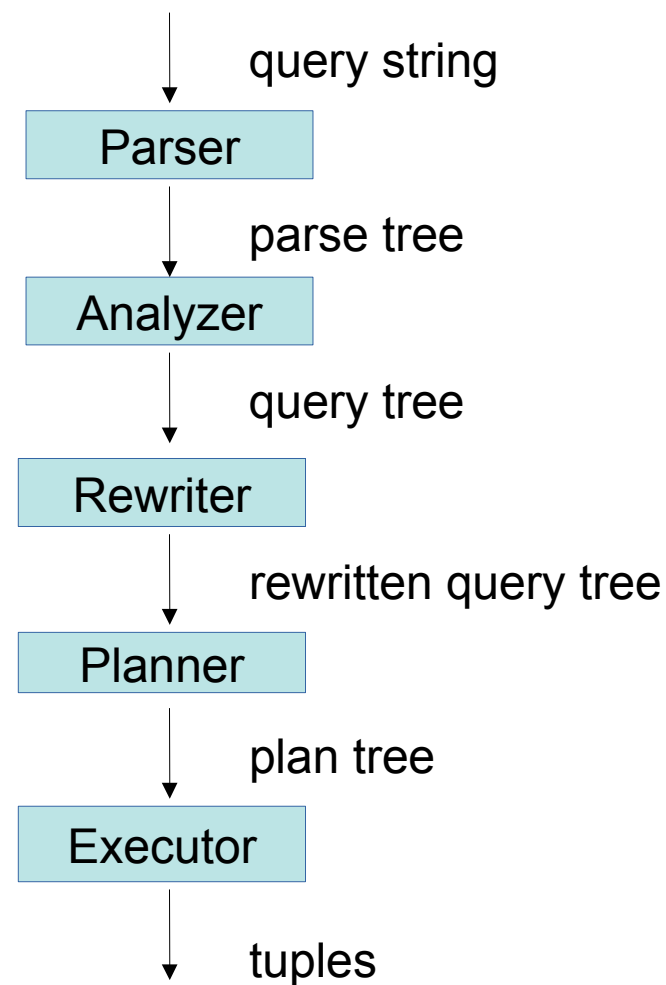 query string
Parser
parse tree
Analyzer
query tree
Rewriter
rewritten query tree
Planner
plan tree
Executor
tuples